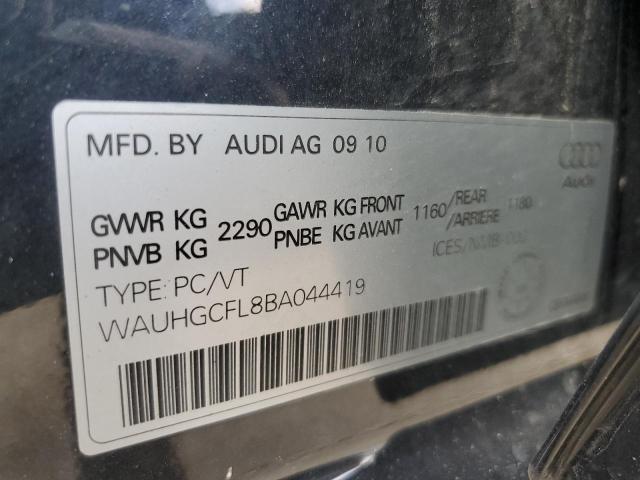 MFD. BY AUDI AG 09 10
Audi
GVWR KG 2290 GAWR KG FRONT 1160 /REAR 1180
PNVB KG PNBE KG AVANT /ARRIERE
ICES/NMB-002
TYPE: PC/VT
WAUHGCFL8BA044419